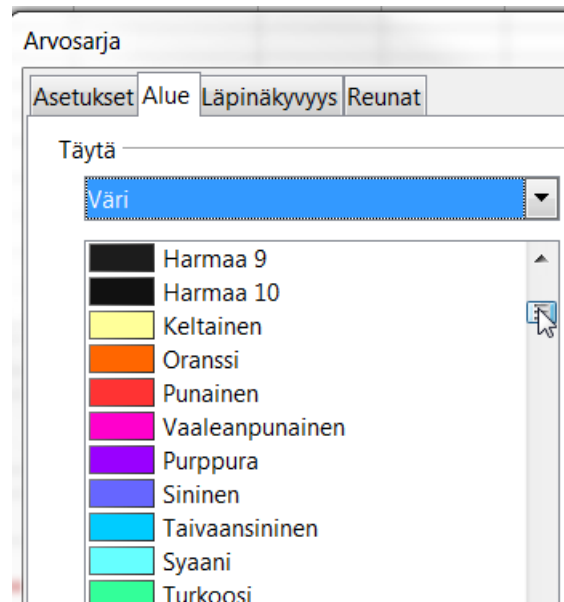 Arvosarja
Asetukset Alue Läpinäkyvyys Reunat
Täytä
Väri
Harmaa 9
Harmaa 10
Keltainen
Oranssi
Punainen
Vaaleanpunainen
Purppura
Sininen
Taivaansininen
Syaani
Turkoosi